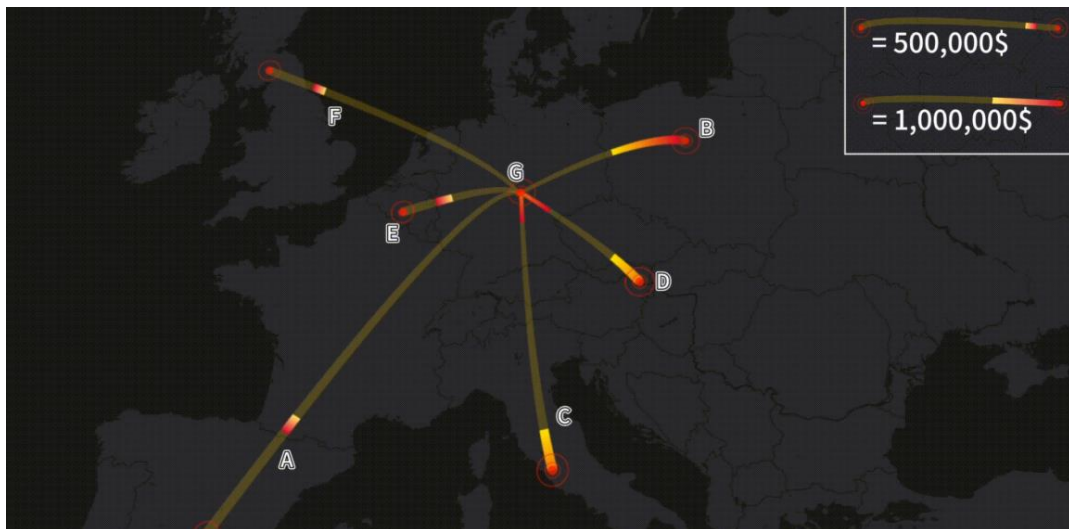 = 500,000$
= 1,000,000$
F
B
G
E
D
C
A